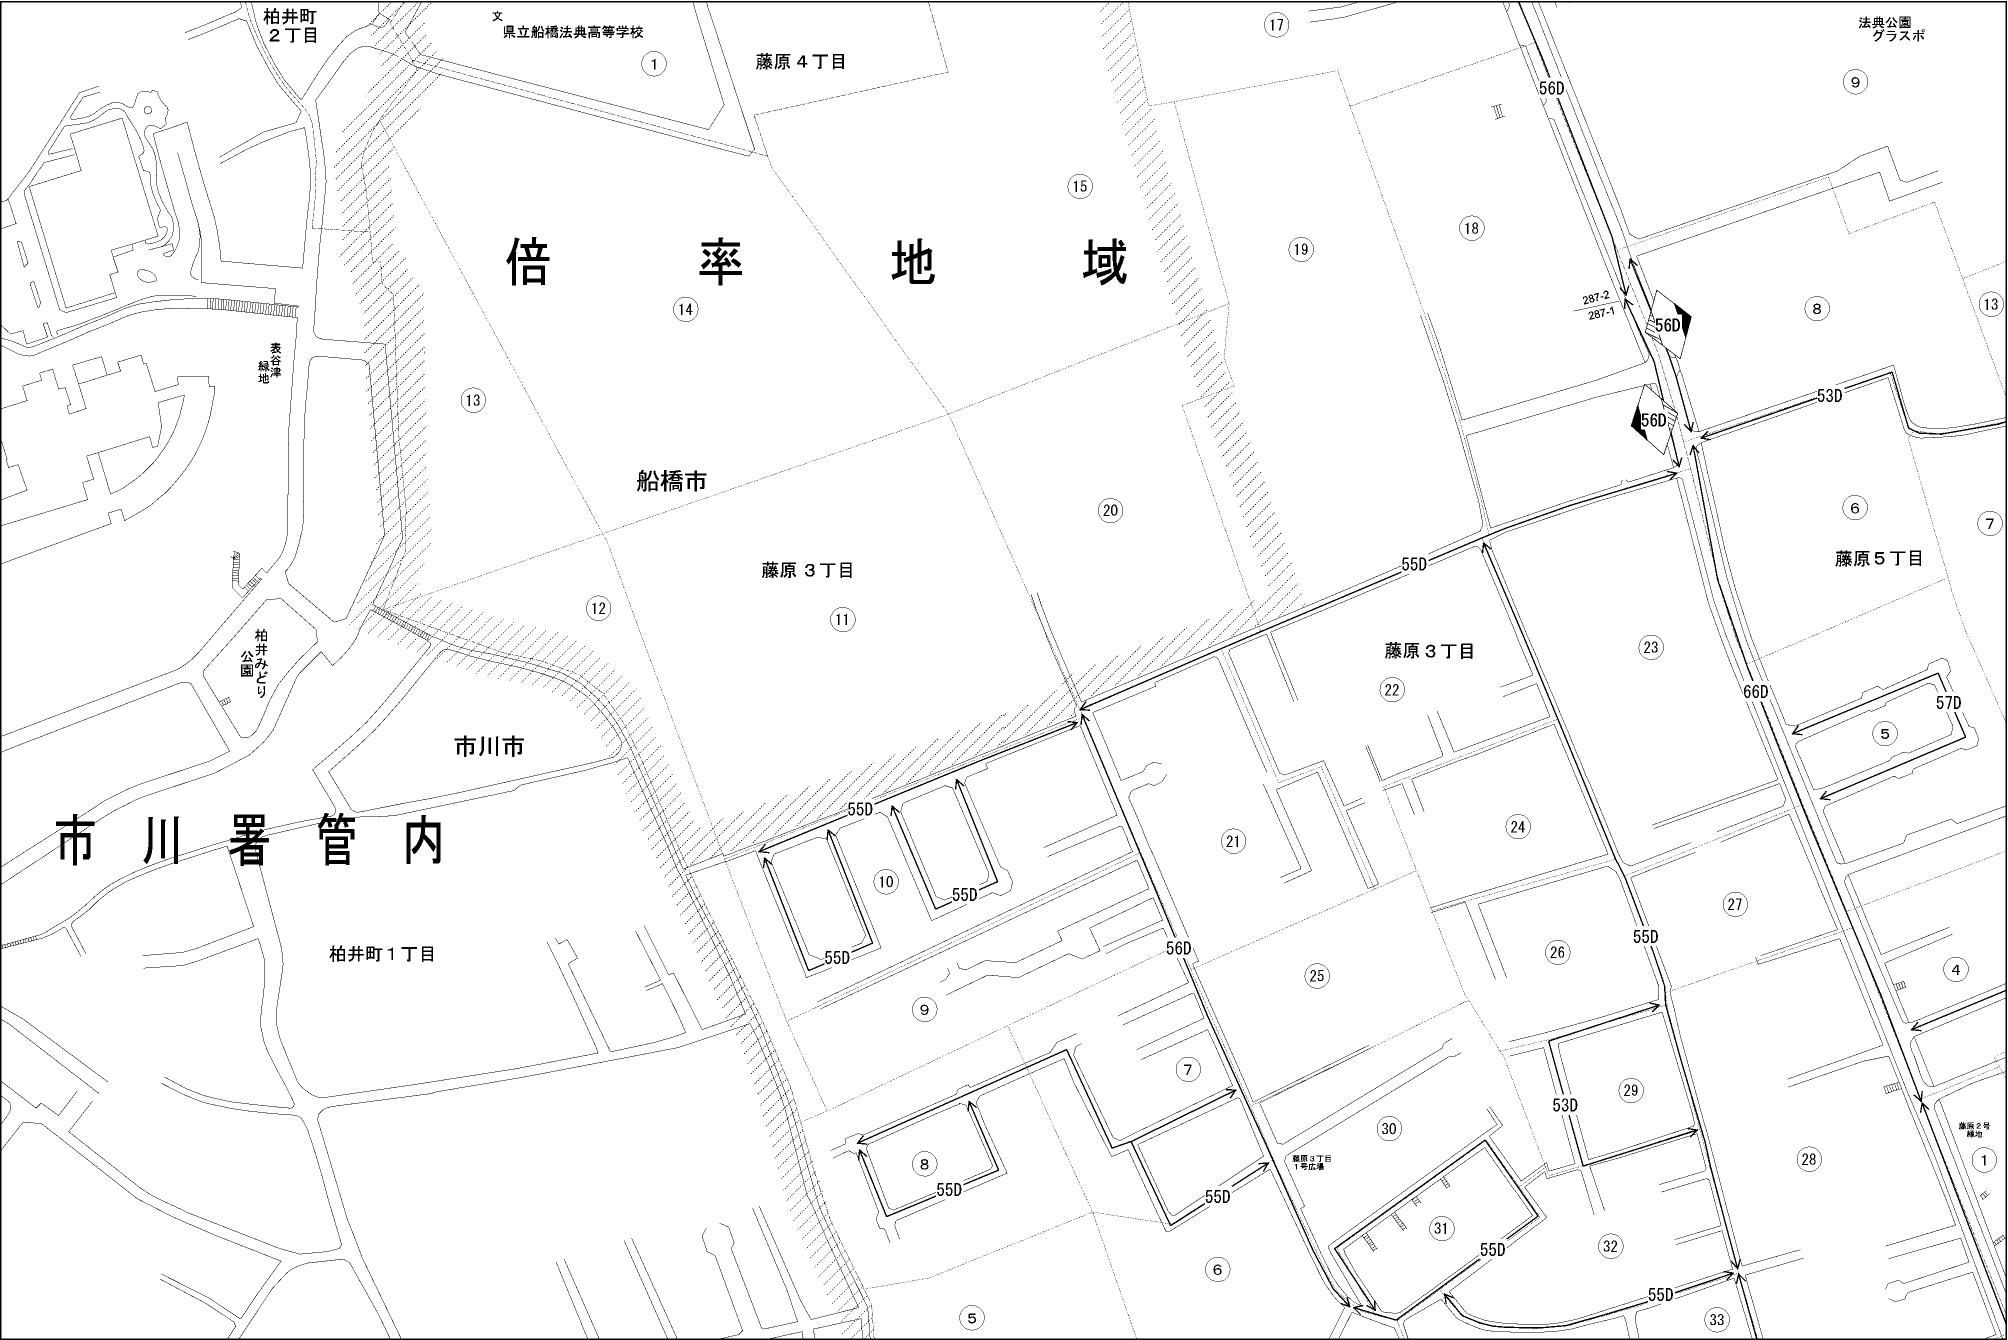 柏井町
2丁目
文
県立船橋法典高等学校
1
藤原4丁目
17
法典公園
グラスポ
9
56D
15
18
19
倍率地域
14
287-2
287-1
56D
8
13
表谷津
緑地
13
56D
53D
船橋市
20
6
7
藤原3丁目
55D
藤原5丁目
12
11
柏井みどり
公園
藤原3丁目
23
22
66D
57D
5
市川市
市川署管内
55D
21
24
10
55D
27
柏井町1丁目
55D
56D
55D
26
25
4
9
7
29
53D
30
藤原2号
緑地
藤原3丁目
1号広場
28
1
8
55D
55D
31
55D
32
6
55D
5
33